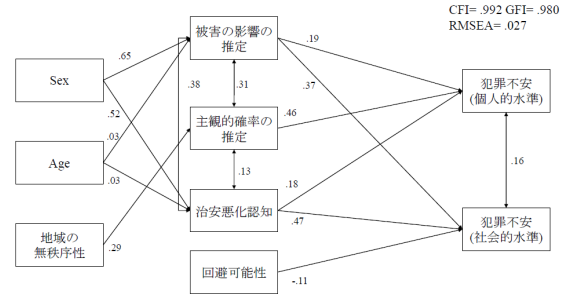 CFI= .992 GFI= .980
RMSEA= .027
被害の影響の
推定
.65
.19
Sex
.38
.31
.37
犯罪不安
(個人的水準)
.52
主観的確率の
推定
.46
.03
Age
.13
.16
.03
.18
治安悪化認知
.47
地域の
無秩序性
.29
犯罪不安
(社会的水準)
回避可能性
-.11